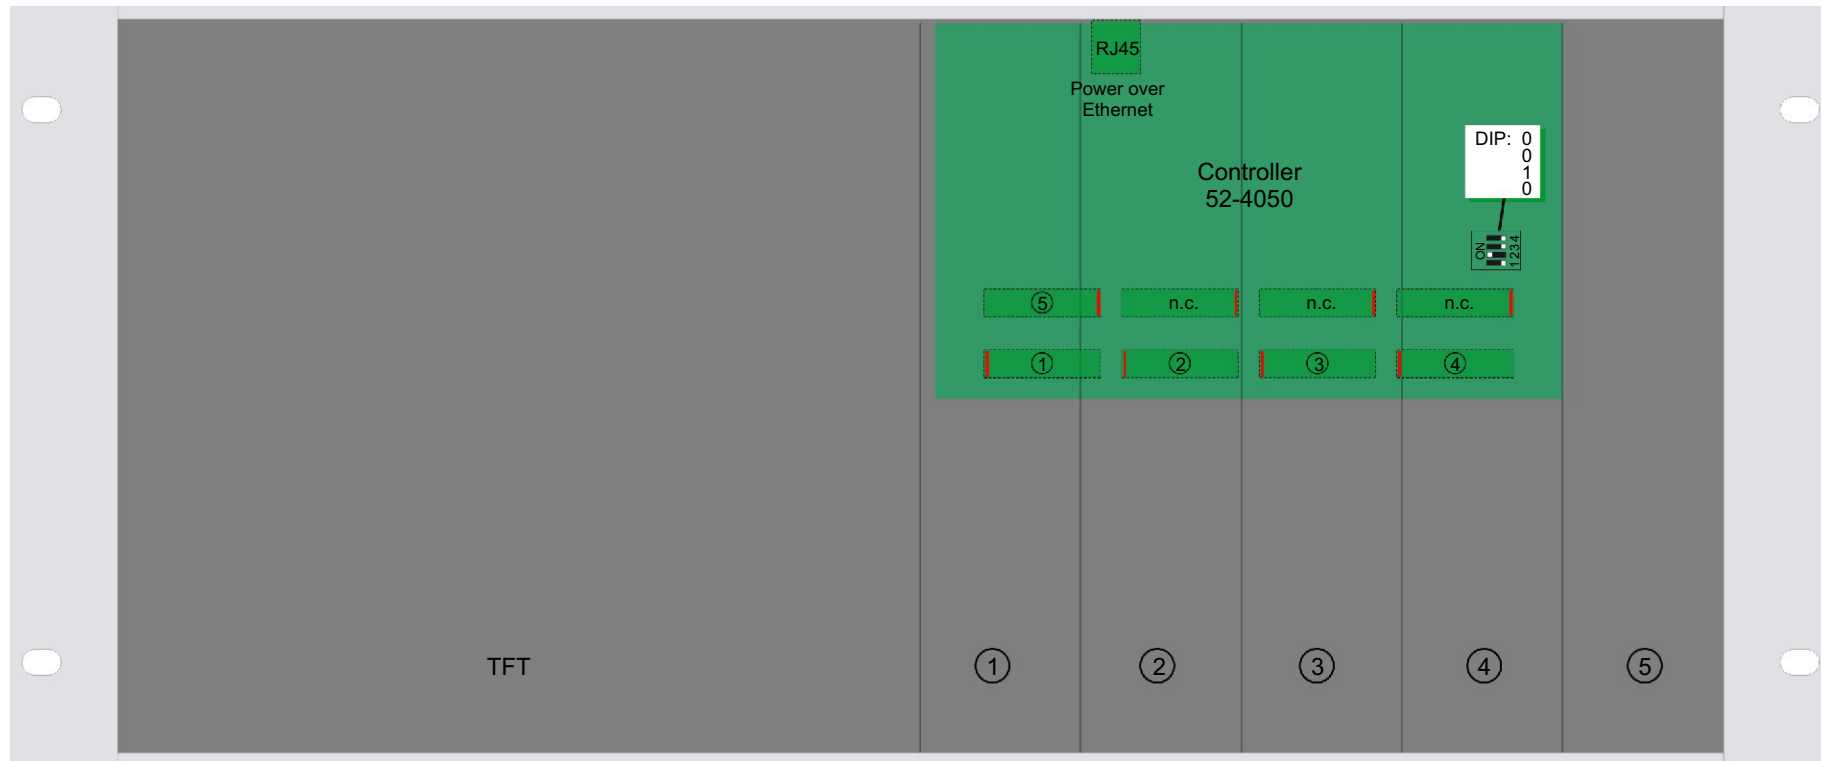 RJ45
Power over
Ethernet
DIP: 0
0
1
0
Controller
52-4050
ON
1234
⑤ n.c. n.c. n.c.
① ② ③ ④
TFT ① ② ③ ④ ⑤